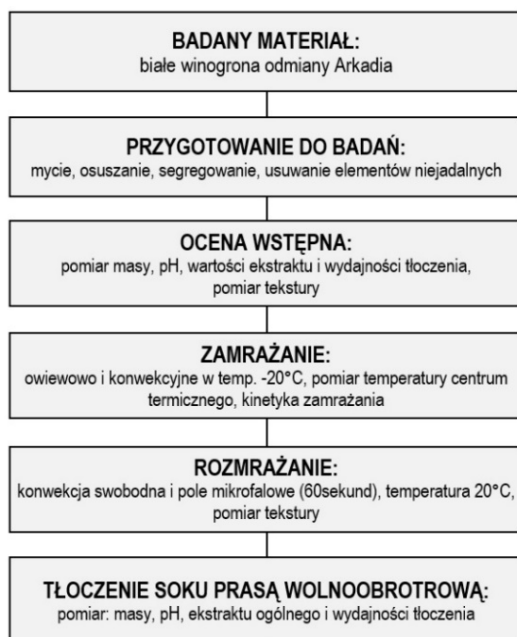 BADANY MATERIAŁ:
białe winogrona odmiany Arkadia
PRZYGOTOWANIE DO BADAŃ:
mycie, osuszanie, segregowanie, usuwanie elementów niejadalnych
OCENA WSTĘPNA:
pomiar masy, pH, wartości ekstraktu i wydajności tłoczenia,
pomiar tekstury
ZAMRAŻANIE:
owiewowo i konwekcyjne w temp. -20°C, pomiar temperatury centrum
termicznego, kinetyka zamrażania
ROZMRAŻANIE:
konwekcja swobodna i pole mikrofalowe (60sekund), temperatura 20°C,
pomiar tekstury
TŁOCZENIE SOKU PRASĄ WOLNOOBROTROWĄ:
pomiar: masy, pH, ekstraktu ogólnego i wydajności tłoczenia